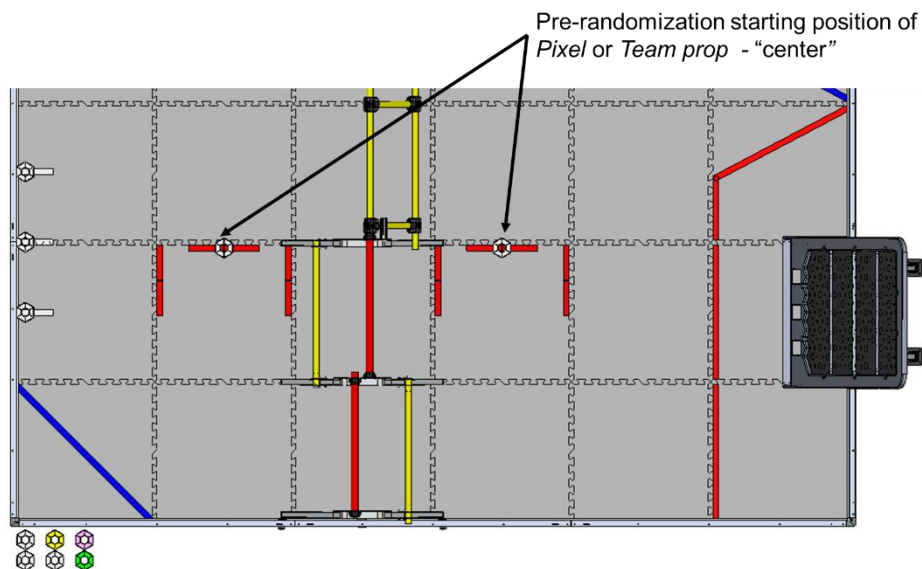 Pre-randomization starting position of
Pixel or Team prop - “center”